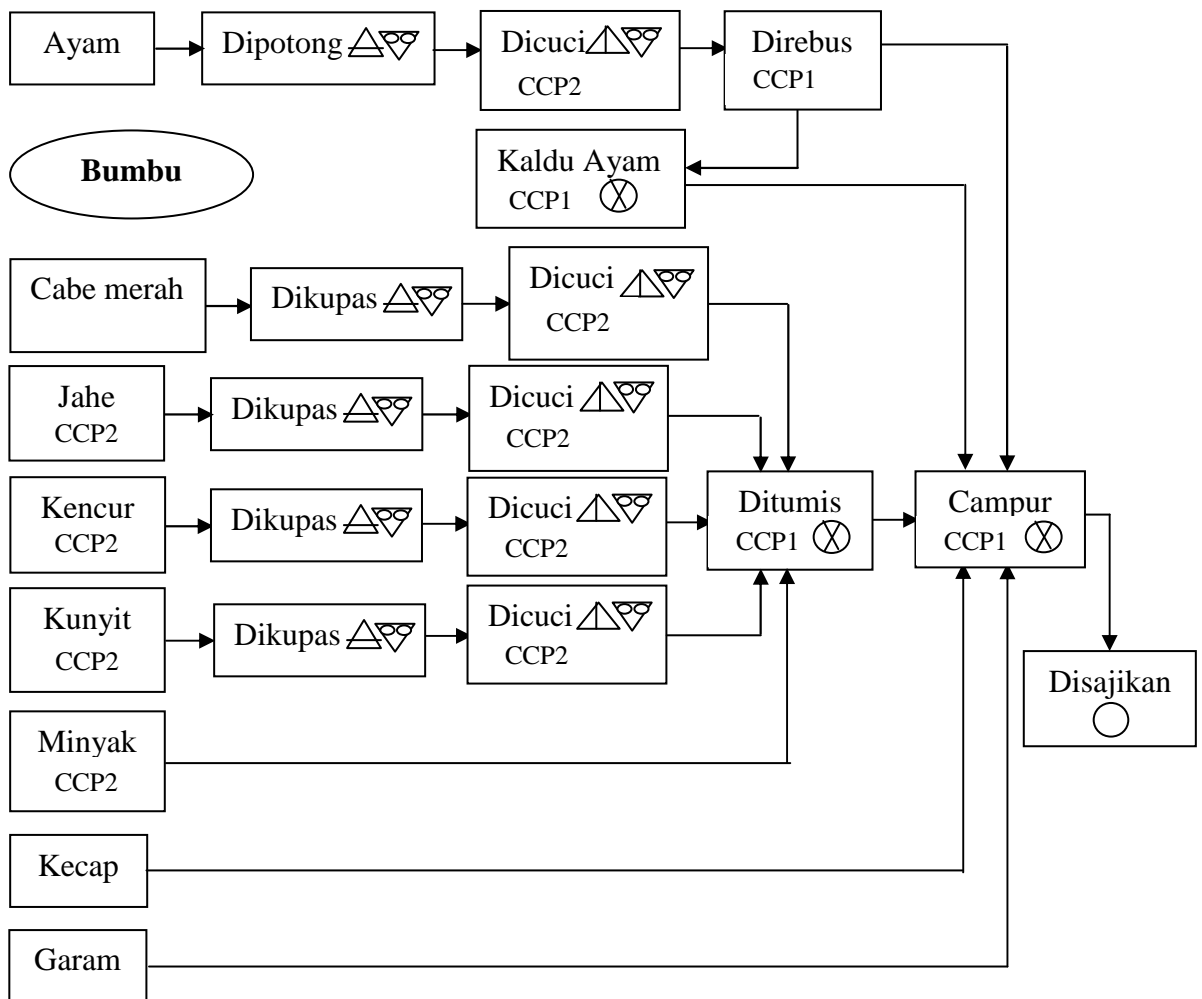 Ayam
Dipotong
Dicuci
CCP2
Direbus
CCP1
Kaldu Ayam
CCP1
Bumbu
Cabe merah
Dikupas
Dicuci
CCP2
Jahe
CCP2
Dikupas
Dicuci
CCP2
Kencur
CCP2
Dikupas
Dicuci
CCP2
Ditumis
CCP1
Campur
CCP1
Kunyit
CCP2
Dikupas
Dicuci
CCP2
Disajikan
Minyak
CCP2
Kecap
Garam